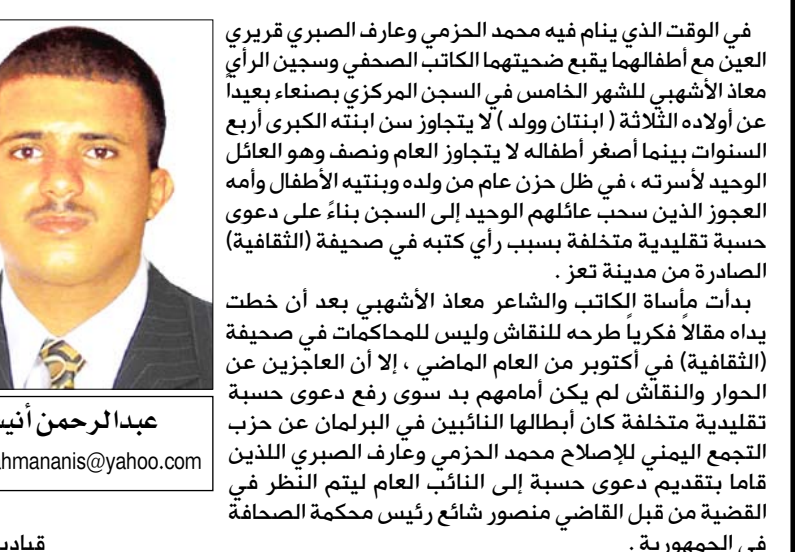 في الوقت الذي ينام فيه محمد الحزمي وعارف الصبري قريري
العين مع أطفالهما يقبع ضحيتهما الكاتب الصحفي وسجين الرأي
معاذ الأشهبي للشهر الخامس في السجن المركزي بصنعاء بعيداً
عن أولاده الثلاثة ( ابنتان وولد ) لا يتجاوز سن ابنته الكبرى أربع
السنوات بينما أصغر أطفاله لا يتجاوز العام ونصف وهو العائل
الوحيد لأسرته ، في ظل حزن عام من ولده وبنتيه الأطفال وأمه
العجوز الذين سحب عائلهم الوحيد إلى السجن بناءً على دعوى
حسبة تقليدية متخلفة بسبب رأي كتبه في صحيفة (الثقافية)
الصادرة من مدينة تعز .
بدأت مأساة الكاتب والشاعر معاذ الأشهبي بعد أن خطت
يداه مقالاً فكرياً طرحه للنقاش وليس للمحاكمات في صحيفة
(الثقافية) في أكتوبر من العام الماضي ، إلا أن العاجزين عن
الحوار والنقاش لم يكن أمامهم بد سوى رفع دعوى حسبة
تقليدية متخلفة كان أبطالها النائبين في البرلمان عن حزب
التجمع اليمني للإصلاح محمد الحزمي وعارف الصبري اللذين
قاما بتقديم دعوى حسبة إلى النائب العام ليتم النظر في
القضية من قبل القاضي منصور شائع رئيس محكمة الصحافة
في الجمهورية .
عبدالرحمن أنيس
hmananis@yahoo.com